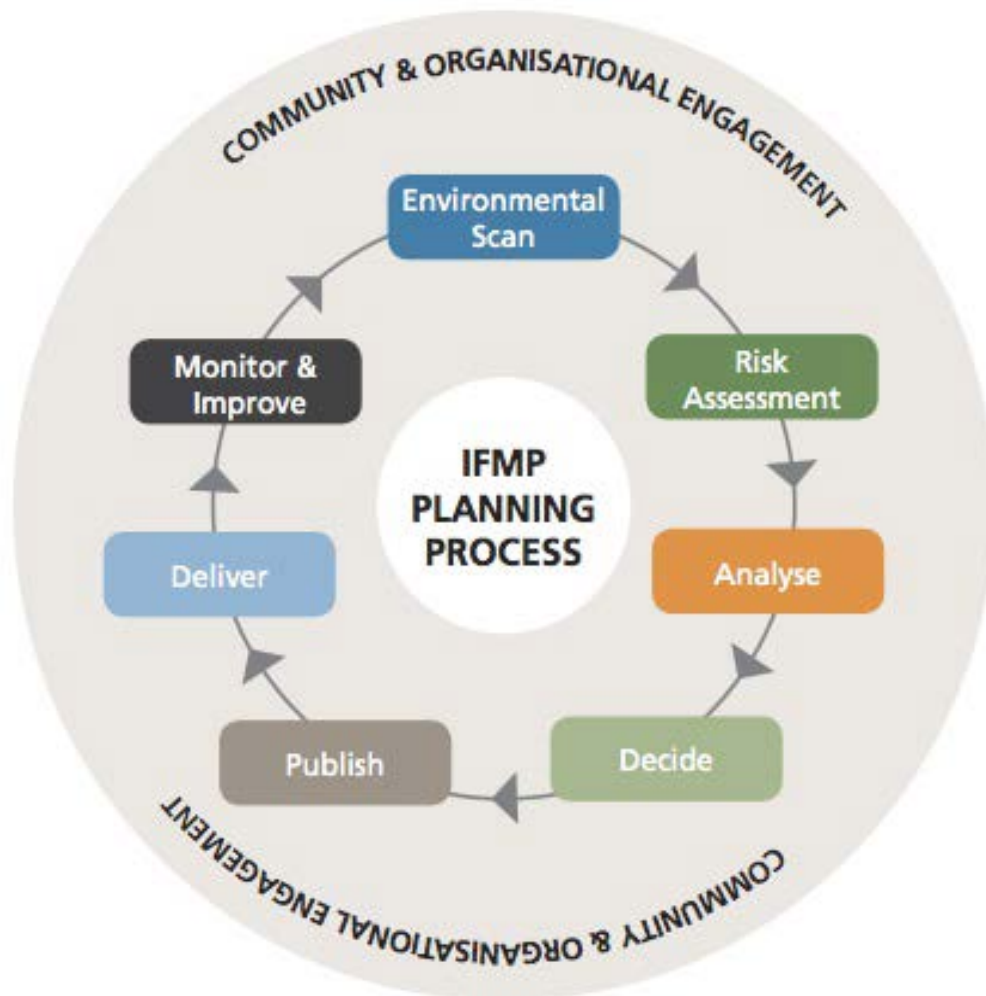 COMMUNITY & ORGANISATIONAL ENGAGEMENT
Environmental
Scan
Risk
Assessment
Analyse
Decide
Publish
Deliver
Monitor &
Improve
IFMP
PLANNING
PROCESS
COMMUNITY & ORGANISATIONAL ENGAGEMENT